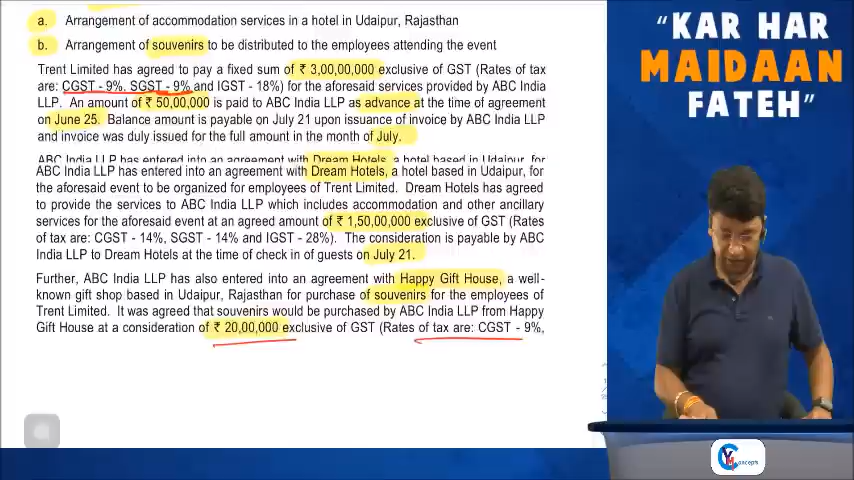 a. Arrangement of accommodation services in a hotel in Udaipur, Rajasthan
b. Arrangement of souvenirs to be distributed to the employees attending the event
Trent Limited has agreed to pay a fixed sum of ₹ 3,00,00,000 exclusive of GST (Rates of tax
are: CGST - 9%, SGST - 9% and IGST - 18%) for the aforesaid services provided by ABC India
LLP. An amount of ₹ 50,00,000 is paid to ABC India LLP as advance at the time of agreement
on June 25. Balance amount is payable on July 21 upon issuance of invoice by ABC India LLP
and invoice was duly issued for the full amount in the month of July.
ABC India LLP has entered into an agreement with Dream Hotels, a hotel based in Udaipur, for
ABC India LLP has entered into an agreement with Dream Hotels, a hotel based in Udaipur, for
the aforesaid event to be organized for employees of Trent Limited. Dream Hotels has agreed
to provide the services to ABC India LLP which includes accommodation and other ancillary
services for the aforesaid event at an agreed amount of ₹ 1,50,00,000 exclusive of GST (Rates
of tax are: CGST - 14%, SGST - 14% and IGST - 28%). The consideration is payable by ABC
India LLP to Dream Hotels at the time of check in of guests on July 21.
Further, ABC India LLP has also entered into an agreement with Happy Gift House, a well-
known gift shop based in Udaipur, Rajasthan for purchase of souvenirs for the employees of
Trent Limited. It was agreed that souvenirs would be purchased by ABC India LLP from Happy
Gift House at a consideration of ₹ 20,00,000 exclusive of GST (Rates of tax are: CGST - 9%,
"KAR HAR
MAIDAAN
FATEH"